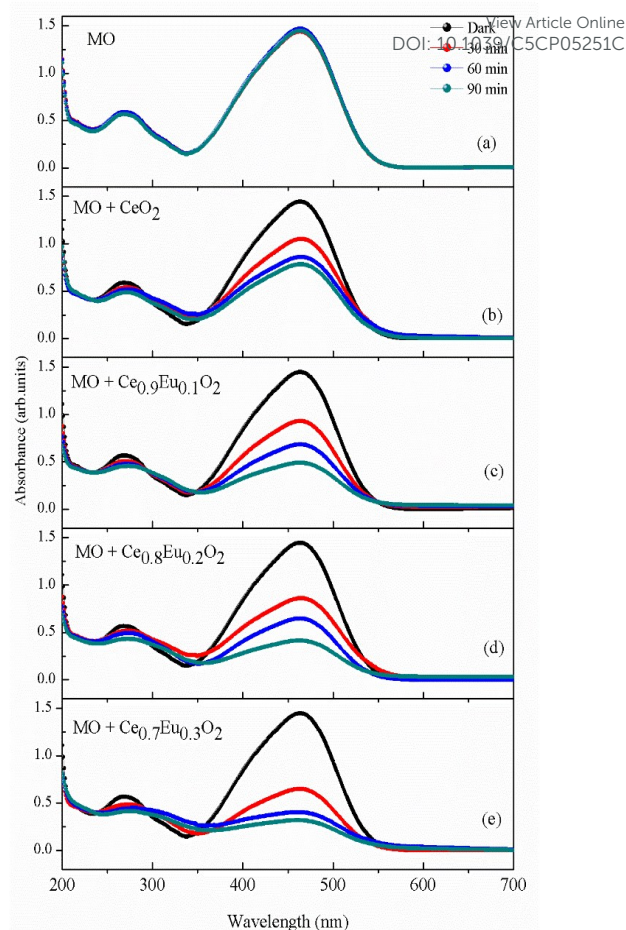 View Article Online
DOI: 10.1039/C5CP05251C
Dark
30 min
60 min
90 min
MO
1.5
1.0
0.5
0.0
(a)
MO + CeO2
1.5
1.0
0.5
0.0
(b)
MO + Ce0.9Eu0.1O2
1.5
1.0
0.5
0.0
(c)
MO + Ce0.8Eu0.2O2
1.5
1.0
0.5
0.0
(d)
MO + Ce0.7Eu0.3O2
1.5
1.0
0.5
0.0
(e)
Absorbance (arb.units)
200 300 400 500 600 700
Wavelength (nm)